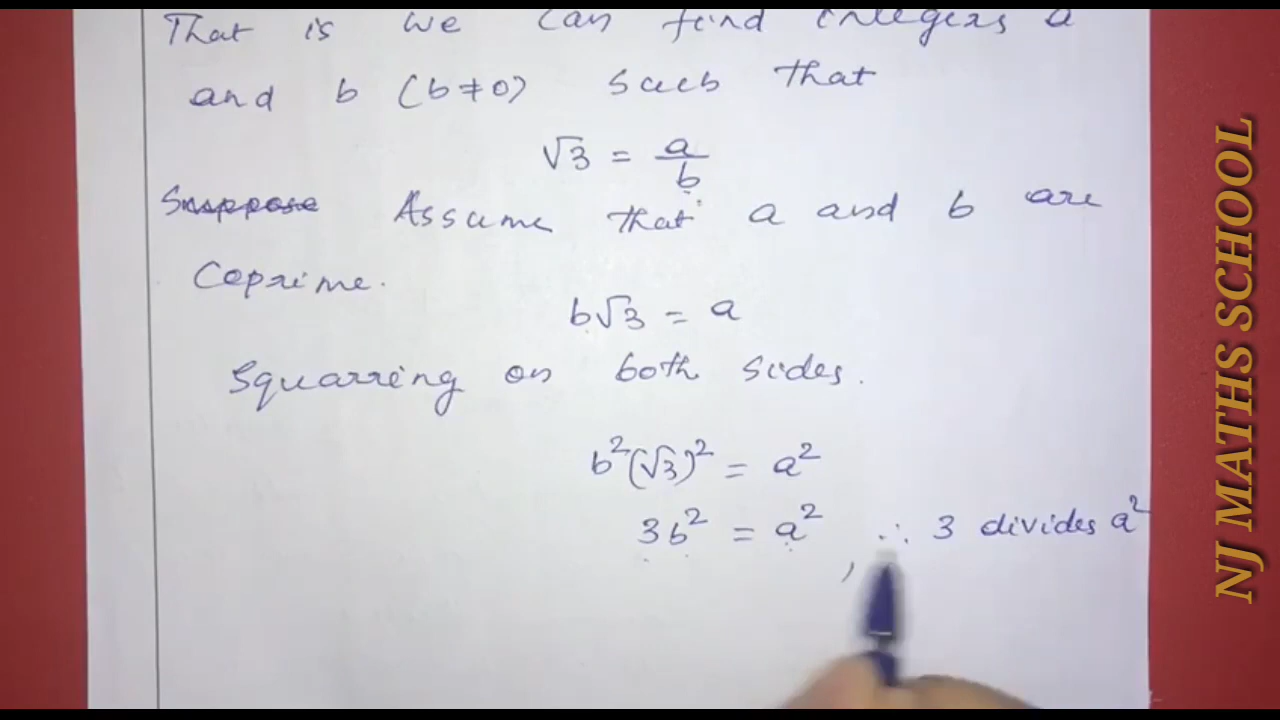 That is we can find integers a
and b (b≠0) such that
√3 = a/b
Suppose Assume that a and b are
Coprime.
b√3 = a
Squarring on both sides.
b²(√3)² = a²
3b² = a² , ∴ 3 divides a²
NJ MATHS SCHOOL